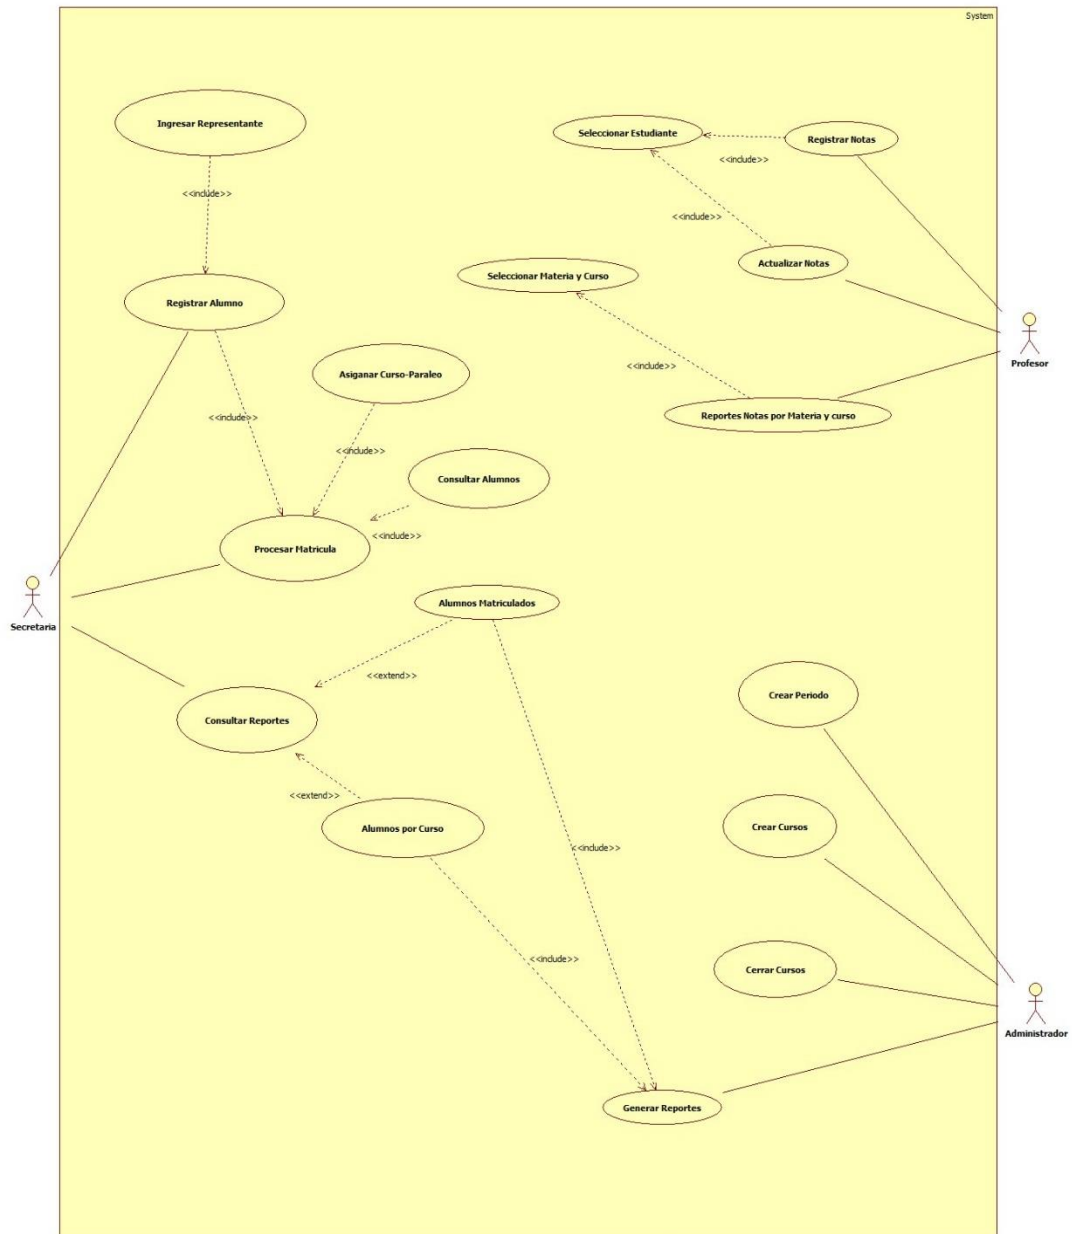 System
Ingresar Representante
Seleccionar Estudiante
Registrar Notas
<<include>>
<<include>>
<<include>>
Actualizar Notas
Seleccionar Materia y Curso
Registrar Alumno
Profesor
<<include>>
Asiganar Curso-Paraleo
Reportes Notas por Materia y curso
<<include>>
<<include>>
Consultar Alumnos
<<include>>
Procesar Matricula
Alumnos Matriculados
Secretaria
<<extend>>
Crear Periodo
Consultar Reportes
<<extend>>
Alumnos por Curso
Crear Cursos
<<include>>
<<include>>
Cerrar Cursos
Administrador
Generar Reportes